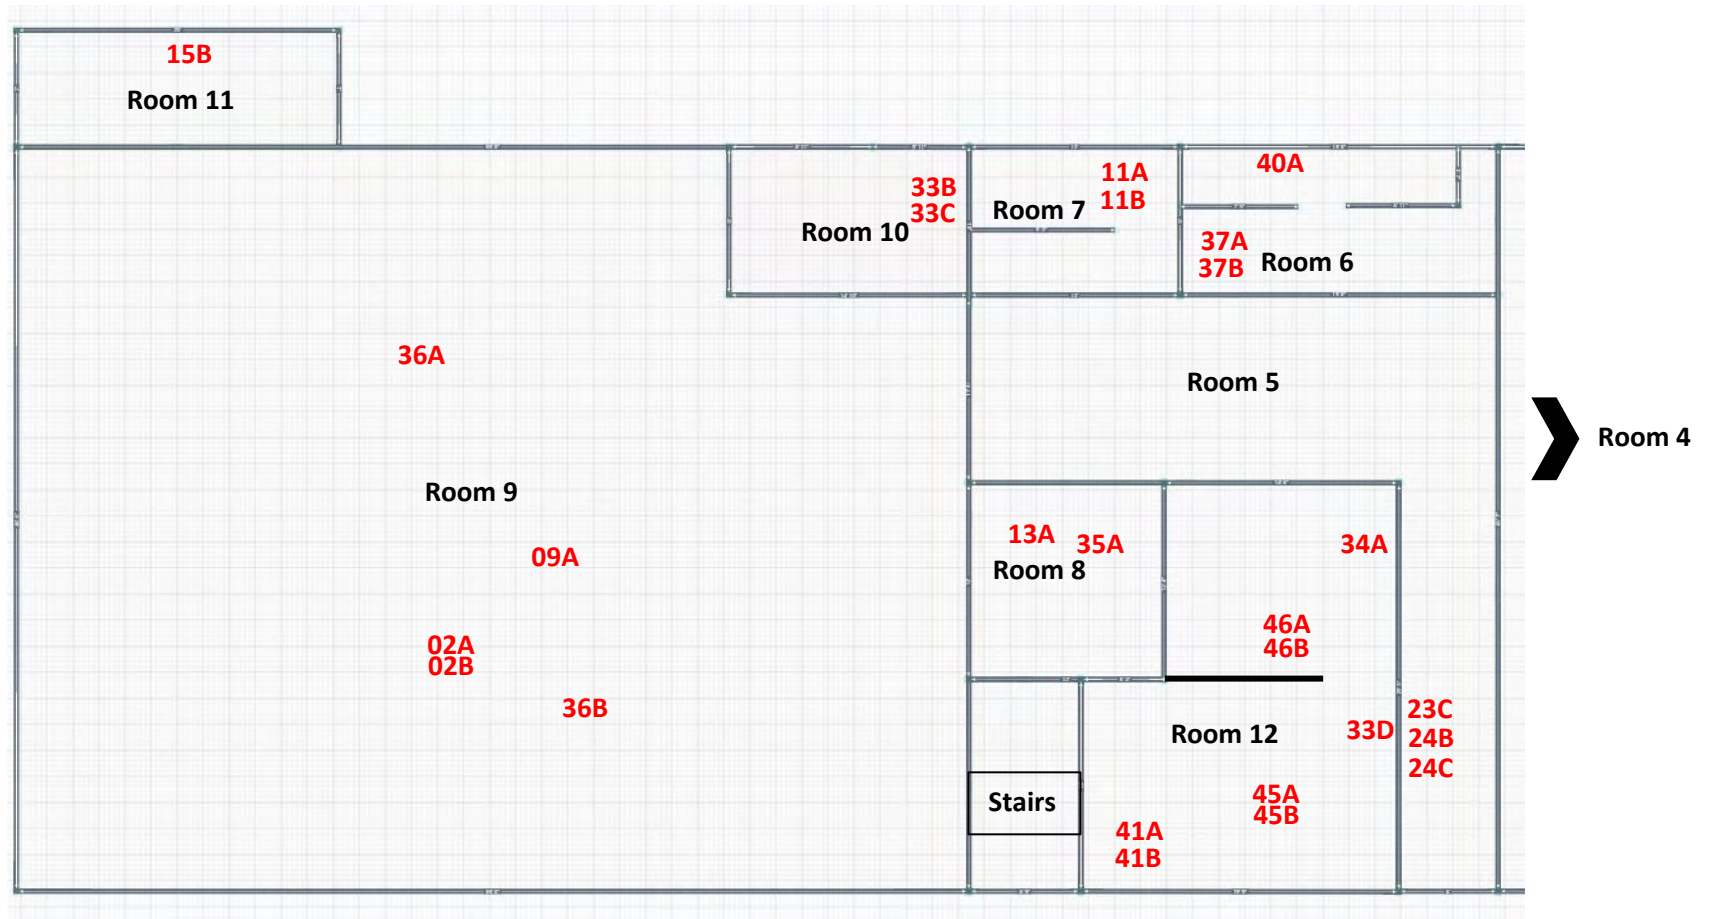 15B
Room 11
40A
11A
11B
33B
33C
Room 7
Room 10
37A
37B
Room 6
36A
Room 5
Room 4
Room 9
13A
35A
34A
09A
Room 8
46A
46B
02A
02B
36B
23C
33D
Room 12
24B
24C
Stairs
45A
45B
41A
41B